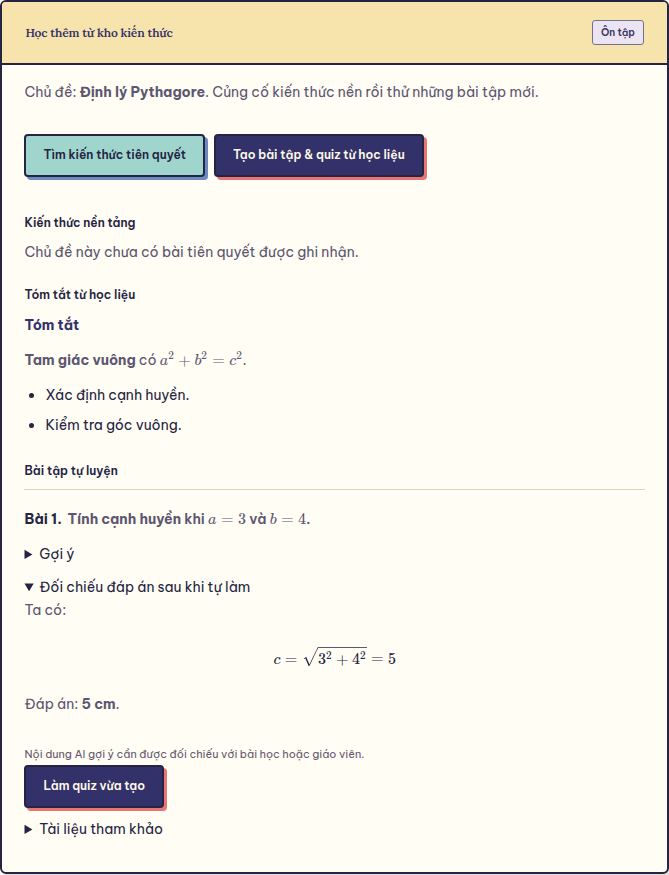 Học thêm từ kho kiến thức
Ôn tập
Chủ đề: Định lý Pythagore. Củng cố kiến thức nền rồi thử những bài tập mới.
Tìm kiến thức tiên quyết
Tạo bài tập & quiz từ học liệu
Kiến thức nền tảng
Chủ đề này chưa có bài tiên quyết được ghi nhận.
Tóm tắt từ học liệu
Tóm tắt
Tam giác vuông có a² + b² = c².
• Xác định cạnh huyền.
• Kiểm tra góc vuông.
Bài tập tự luyện
Bài 1. Tính cạnh huyền khi a = 3 và b = 4.
▶ Gợi ý
▼ Đối chiếu đáp án sau khi tự làm
Ta có:
c = √(3² + 4²) = 5
Đáp án: 5 cm.
Nội dung AI gợi ý cần được đối chiếu với bài học hoặc giáo viên.
Làm quiz vừa tạo
▶ Tài liệu tham khảo